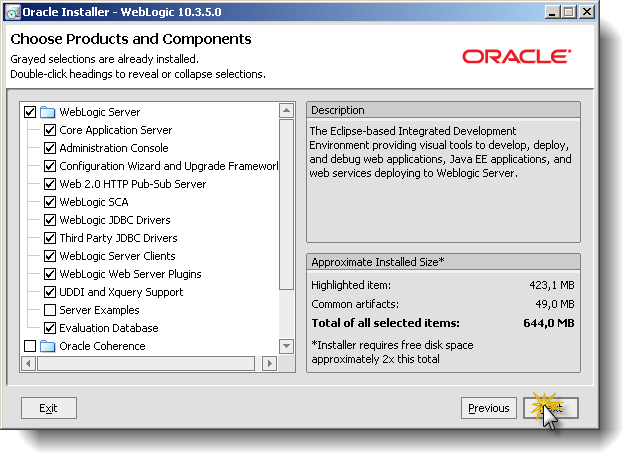 Oracle Installer - WebLogic 10.3.5.0
Choose Products and Components
Grayed selections are already installed.
Double-click headings to reveal or collapse selections.
ORACLE®
WebLogic Server
Core Application Server
Administration Console
Configuration Wizard and Upgrade Framework
Web 2.0 HTTP Pub-Sub Server
WebLogic SCA
WebLogic JDBC Drivers
Third Party JDBC Drivers
WebLogic Server Clients
WebLogic Web Server Plugins
UDDI and Xquery Support
Server Examples
Evaluation Database
Oracle Coherence
Description
The Eclipse-based Integrated Development
Environment providing visual tools to develop, deploy,
and debug web applications, Java EE applications, and
web services deploying to Weblogic Server.
Approximate Installed Size*
Highlighted item: 423,1 MB
Common artifacts: 49,0 MB
Total of all selected items: 644,0 MB
*Installer requires free disk space
approximately 2x this total
Exit
Previous